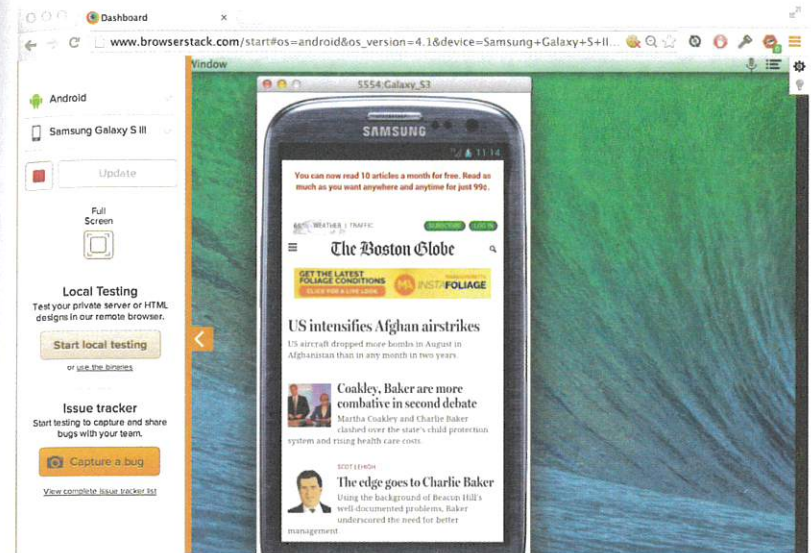 Dashboard
www.browserstack.com/start#os=android&os_version=4.1&device=Samsung+Galaxy+S+II...
Window
Android
Samsung Galaxy S III
Update
Full
Screen
Local Testing
Test your private server or HTML
designs in our remote browser.
Start local testing
or use the binaries
Issue tracker
Start testing to capture and share
bugs with your team.
Capture a bug
View complete issue tracker list
5554:Galaxy_S3
SAMSUNG
11:14
You can now read 10 articles a month for free. Read as
much as you want anywhere and anytime for just 99¢.
WEATHER | TRAFFIC
SUBSCRIBE
LOG IN
The Boston Globe
GET THE LATEST
FOLIAGE CONDITIONS
CLICK FOR A LIVE LOOK
INSTAFOLIAGE
US intensifies Afghan airstrikes
US aircraft dropped more bombs in August in
Afghanistan than in any month in two years.
Coakley, Baker are more
combative in second debate
Martha Coakley and Charlie Baker
clashed over the state's child protection
system and rising health care costs.
SCOT LEHIGH
The edge goes to Charlie Baker
Using the background of Beacon Hill's
well-documented problems, Baker
underscored the need for better
management.